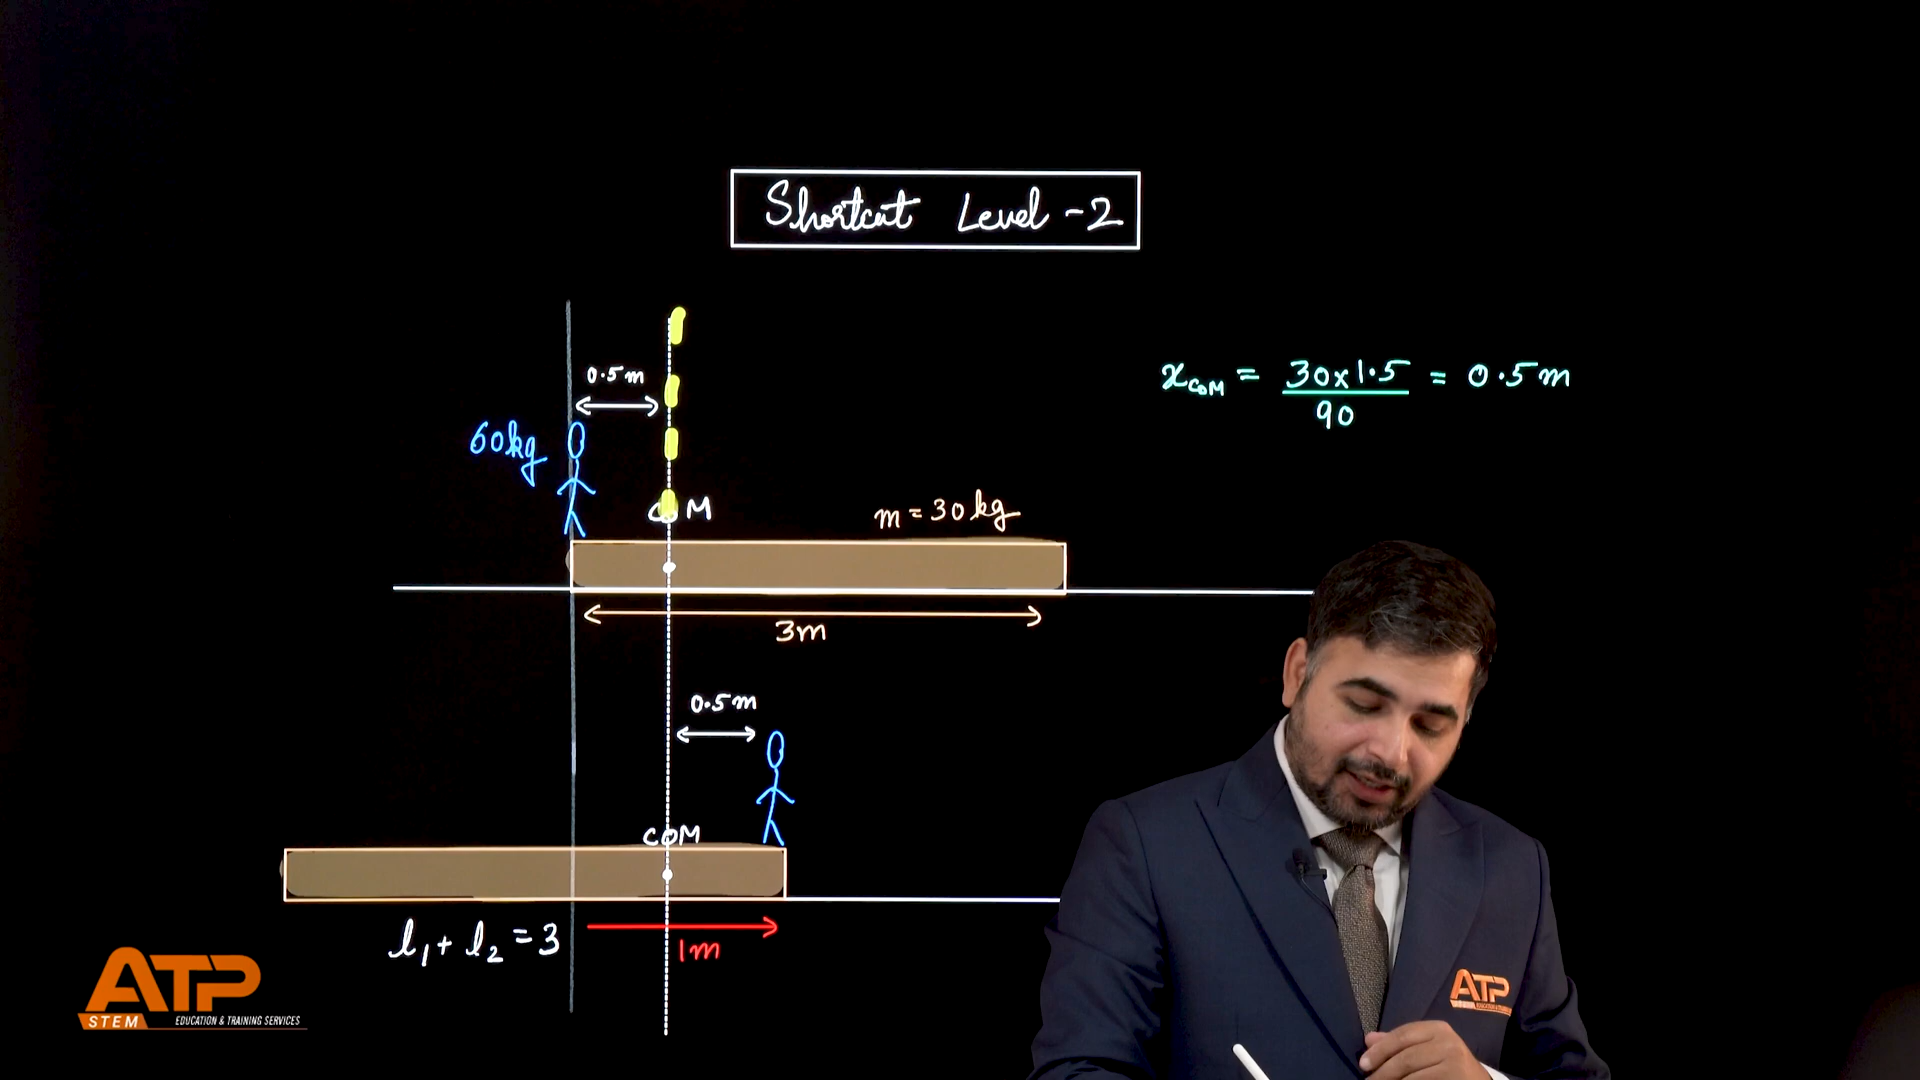 Shortcut Level - 2
0.5m
x_COM = 30x1.5 / 90 = 0.5m
60kg
COM
m = 30kg
3m
0.5m
COM
l₁ + l₂ = 3
1m
ATP
STEM EDUCATION & TRAINING SERVICES
ATP